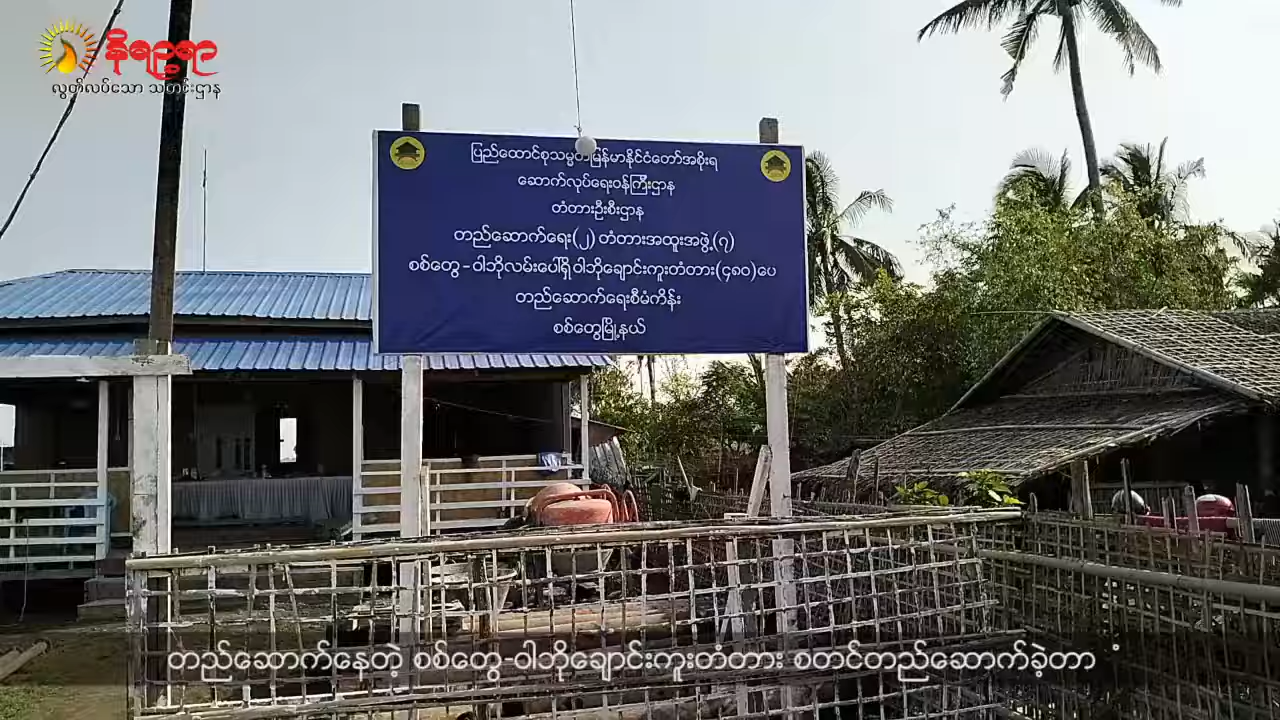 နိရဉ္စရာ
လွတ်လပ်သော သတင်းဌာန
ပြည်ထောင်စုသမ္မတမြန်မာနိုင်ငံတော်အစိုးရ
ဆောက်လုပ်ရေးဝန်ကြီးဌာန
တံတားဦးစီးဌာန
တည်ဆောက်ရေး(၂) တံတားအထူးအဖွဲ့(၇)
စစ်တွေ-ဝါဘိုလမ်းပေါ်ရှိဝါဘိုချောင်းကူးတံတား(၄၈၀)ပေ
တည်ဆောက်ရေးစီမံကိန်း
စစ်တွေမြို့နယ်
တည်ဆောက်နေတဲ့ စစ်တွေ-ဝါဘိုချောင်းကူးတံတား စတင်တည်ဆောက်ခဲ့တာ